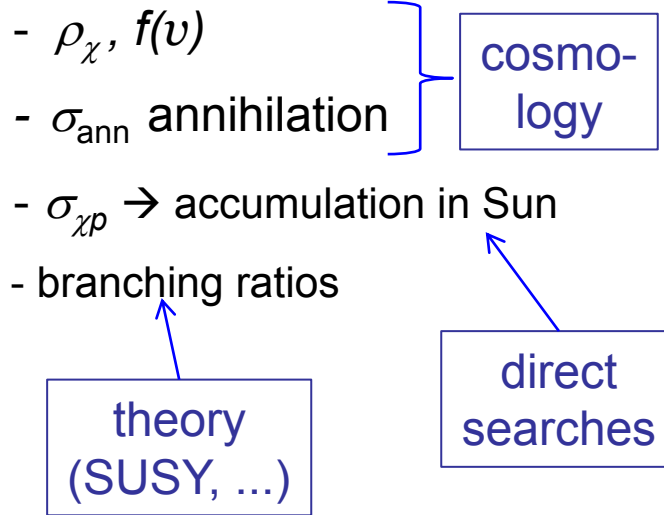 - ρχ, f(υ)
- σann annihilation
cosmo-
logy
- σχp → accumulation in Sun
- branching ratios
direct
searches
theory
(SUSY, ...)